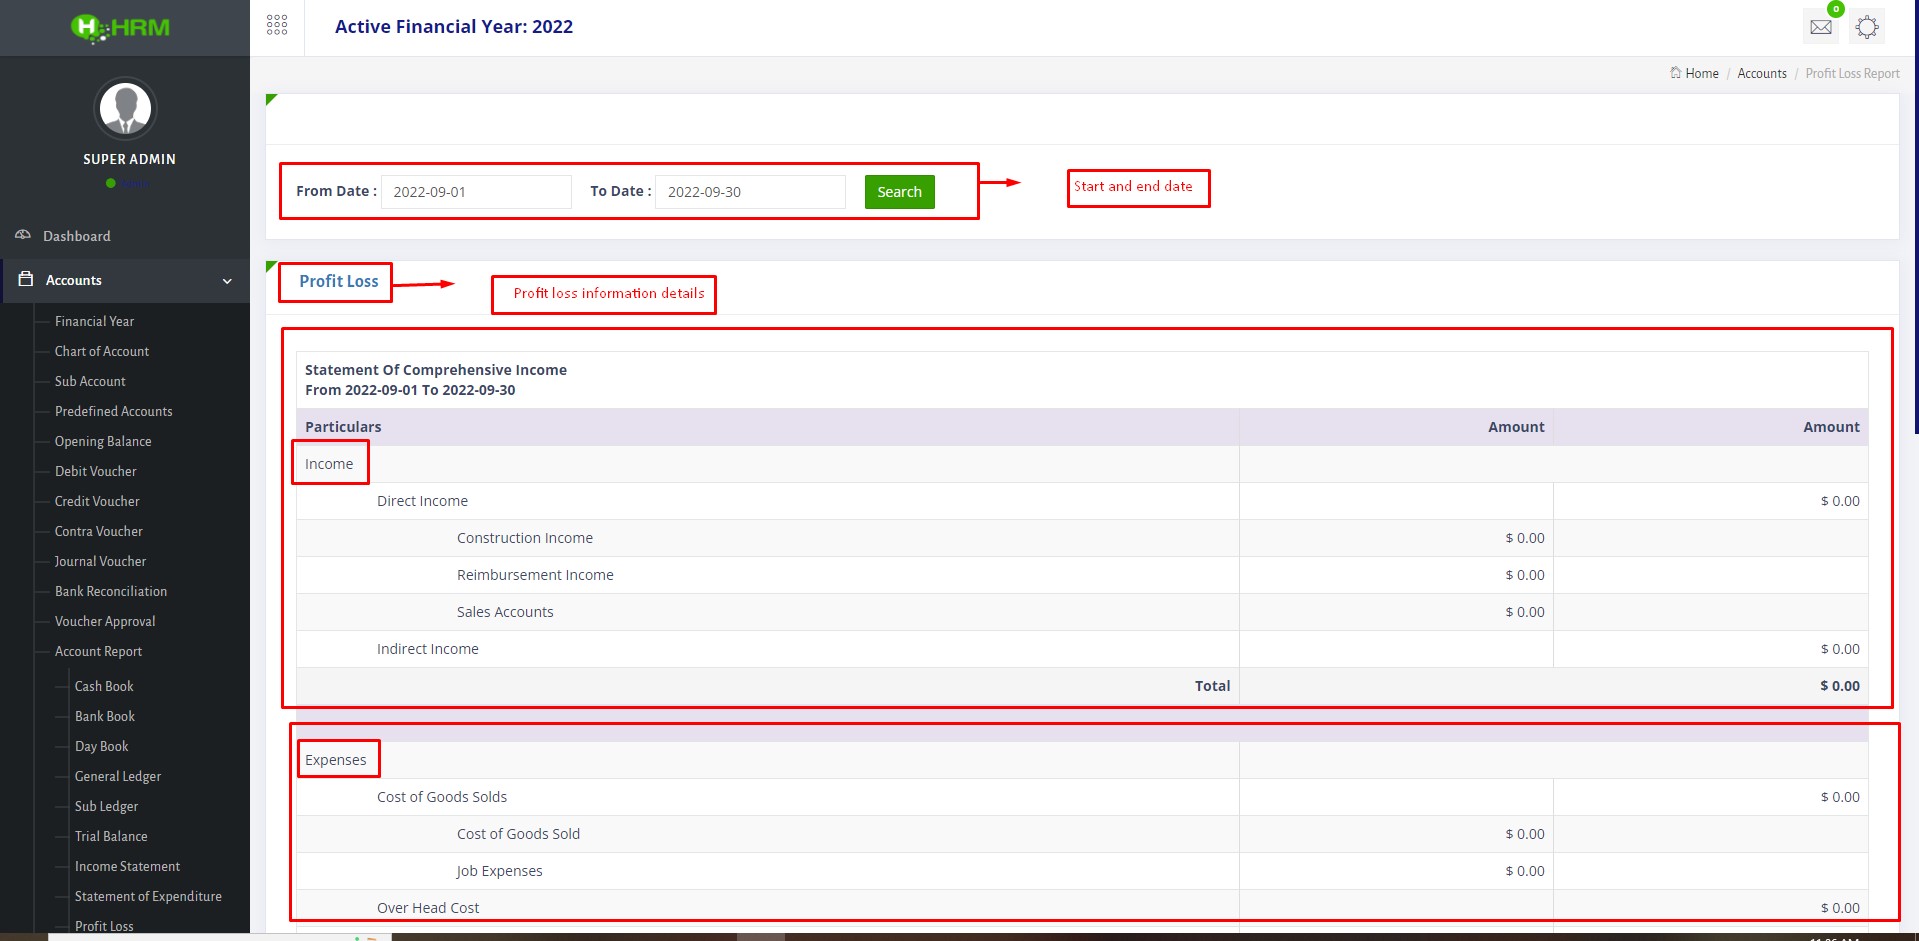 HRM
Active Financial Year: 2022
0
Home / Accounts / Profit Loss Report
SUPER ADMIN
Dashboard
Accounts
Financial Year
Chart of Account
Sub Account
Predefined Accounts
Opening Balance
Debit Voucher
Credit Voucher
Contra Voucher
Journal Voucher
Bank Reconciliation
Voucher Approval
Account Report
Cash Book
Bank Book
Day Book
General Ledger
Sub Ledger
Trial Balance
Income Statement
Statement of Expenditure
Profit Loss
From Date : 2022-09-01 To Date : 2022-09-30 Search
Start and end date
Profit Loss
Profit loss information details
Statement Of Comprehensive Income
From 2022-09-01 To 2022-09-30
Particulars Amount Amount
Income
Direct Income $ 0.00
Construction Income $ 0.00
Reimbursement Income $ 0.00
Sales Accounts $ 0.00
Indirect Income $ 0.00
Total $ 0.00
Expenses
Cost of Goods Solds $ 0.00
Cost of Goods Sold $ 0.00
Job Expenses $ 0.00
Over Head Cost $ 0.00